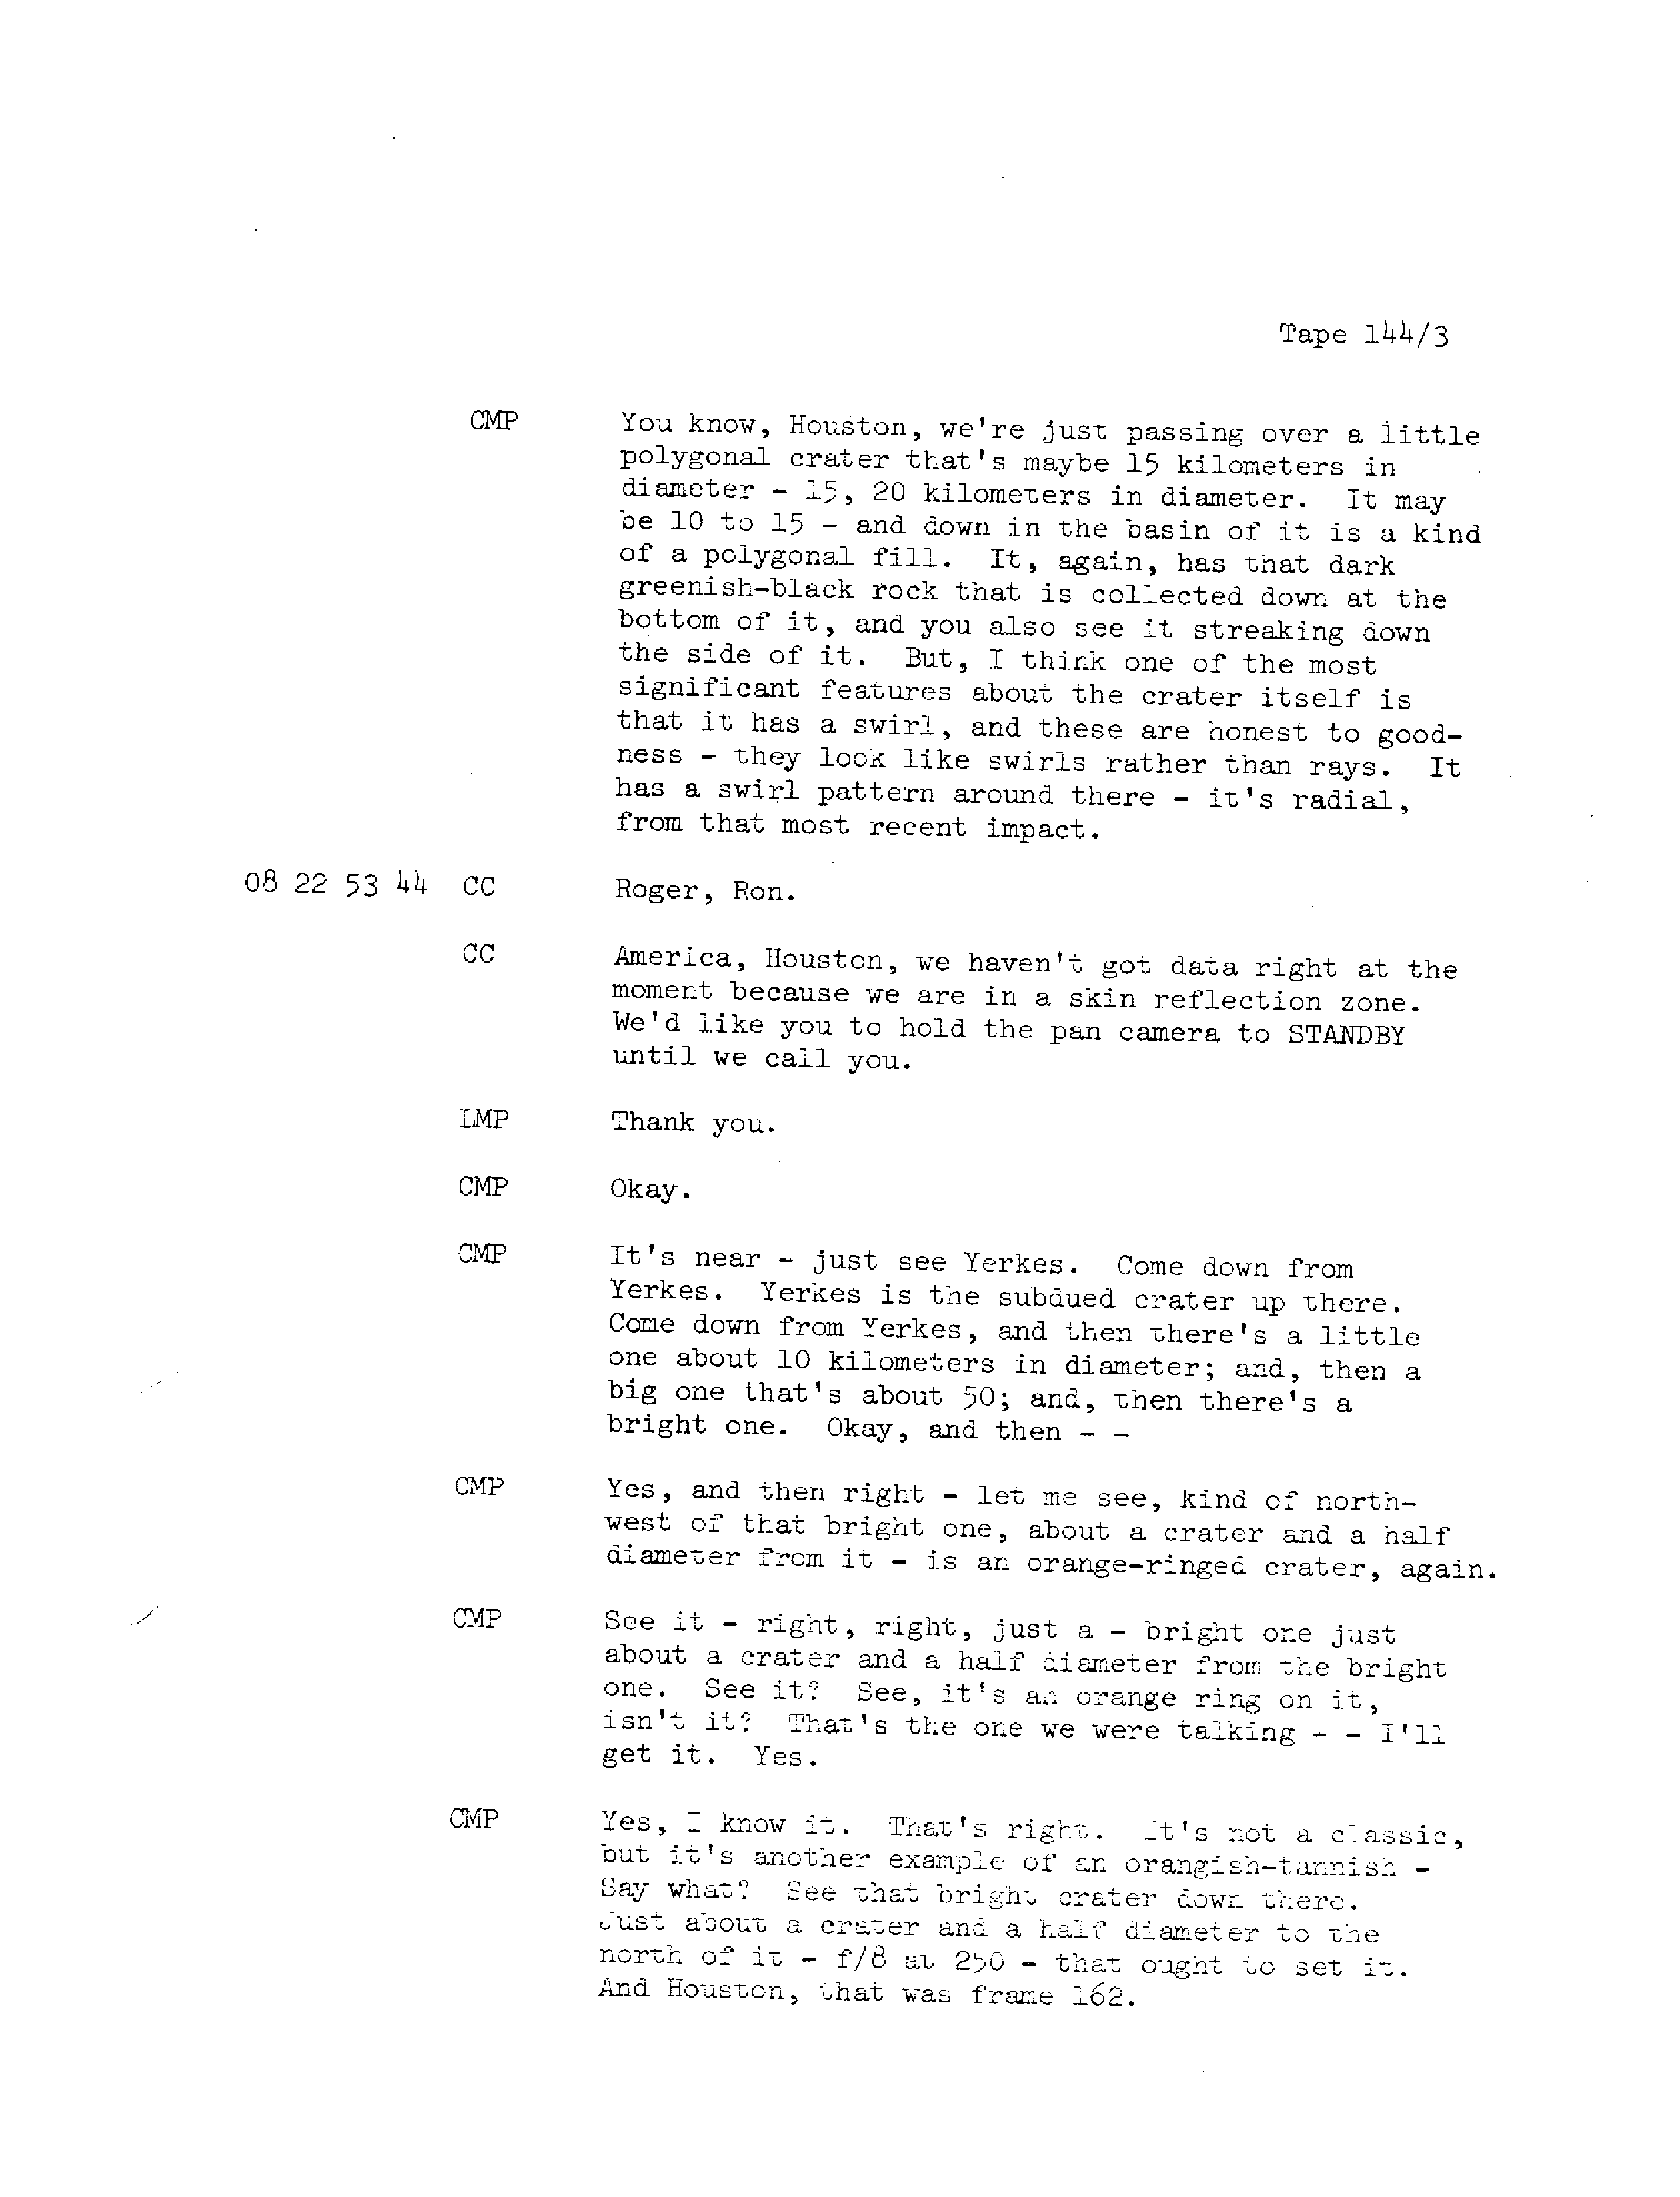 Tape 144/3
CMP You know, Houston, we're just passing over a little
polygonal crater that's maybe 15 kilometers in
diameter - 15, 20 kilometers in diameter. It may
be 10 to 15 - and down in the basin of it is a kind
of a polygonal fill. It, again, has that dark
greenish-black rock that is collected down at the
bottom of it, and you also see it streaking down
the side of it. But, I think one of the most
significant features about the crater itself is
that it has a swirl, and these are honest to good-
ness - they look like swirls rather than rays. It
has a swirl pattern around there - it's radial,
from that most recent impact.
08 22 53 44 CC Roger, Ron.
CC America, Houston, we haven't got data right at the
moment because we are in a skin reflection zone.
We'd like you to hold the pan camera to STANDBY
until we call you.
LMP Thank you.
CMP Okay.
CMP It's near - just see Yerkes. Come down from
Yerkes. Yerkes is the subdued crater up there.
Come down from Yerkes, and then there's a little
one about 10 kilometers in diameter; and, then a
big one that's about 50; and, then there's a
bright one. Okay, and then - -
CMP Yes, and then right - let me see, kind of north-
west of that bright one, about a crater and a half
diameter from it - is an orange-ringed crater, again.
CMP See it - right, right, just a - bright one just
about a crater and a half diameter from the bright
one. See it? See, it's an orange ring on it,
isn't it? That's the one we were talking - - I'll
get it. Yes.
CMP Yes, I know it. That's right. It's not a classic,
but it's another example of an orangish-tannish -
Say what? See that bright crater down there.
Just about a crater and a half diameter to the
north of it - f/8 at 250 - that ought to set it.
And Houston, that was frame 162.